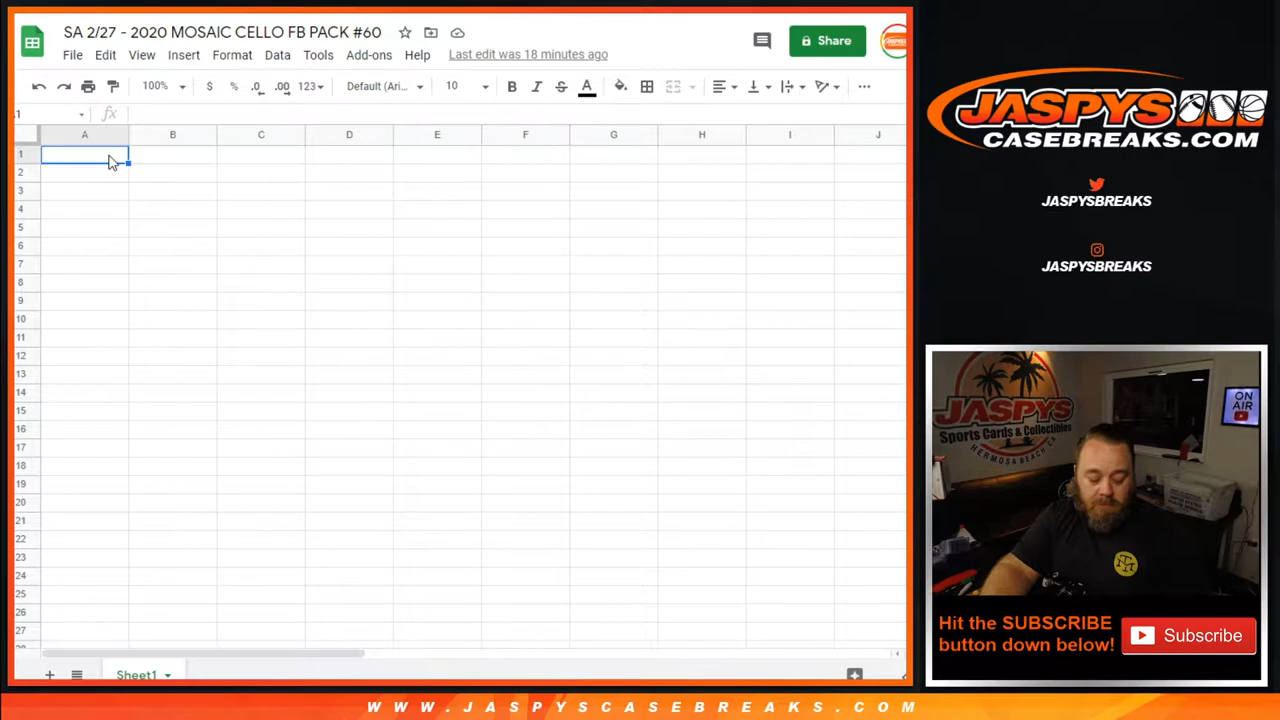 SA 2/27 - 2020 MOSAIC CELLO FB PACK #60
File Edit View Insert Format Data Tools Add-ons Help Last edit was 18 minutes ago
Share
100% $ % .0 .00 123 Default (Ari... 10 B I S A
fx
A B C D E F G H I J
1
2
3
4
5
6
7
8
9
10
11
12
13
14
15
16
17
18
19
20
21
22
23
24
25
26
27
Sheet1
JASPYS
CASEBREAKS.COM
JASPYSBREAKS
JASPYSBREAKS
JASPYS
Sports Cards & Collectibles
HERMOSA BEACH CA
ON
AIR
Hit the SUBSCRIBE
button down below!
Subscribe
WWW.JASPYSCASEBREAKS.COM